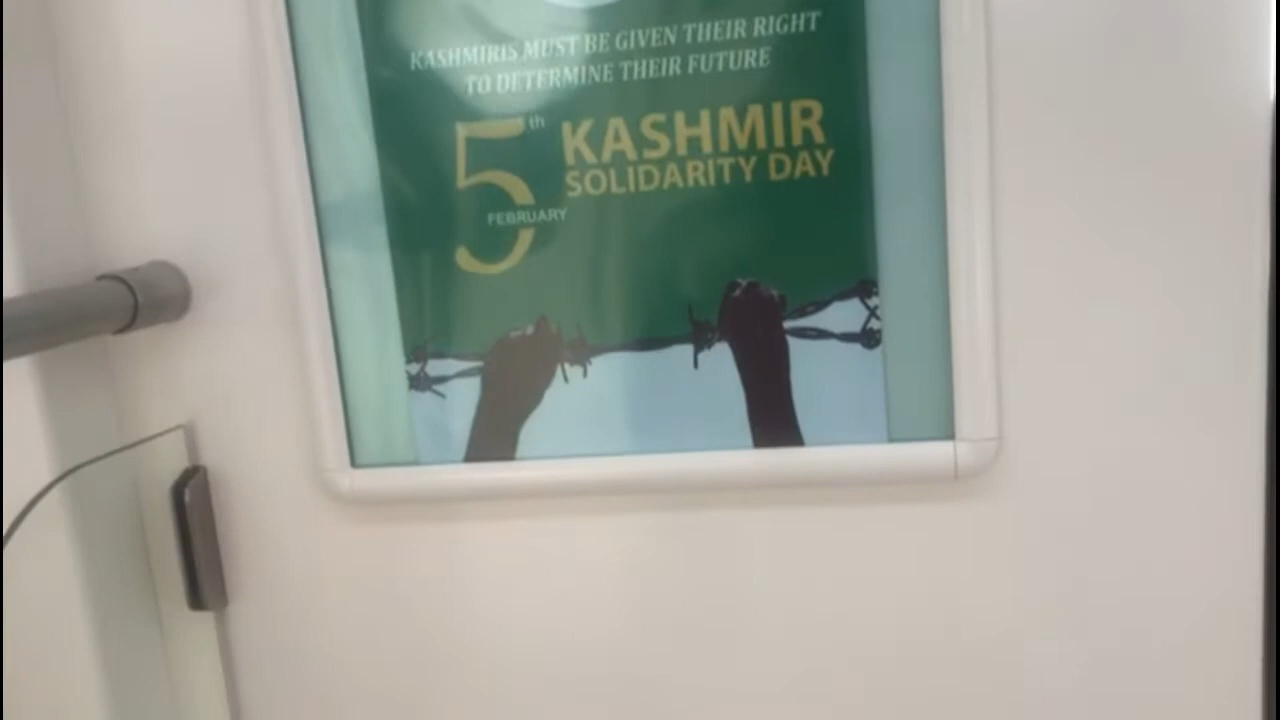 KASHMIRIS MUST BE GIVEN THEIR RIGHT
TO DETERMINE THEIR FUTURE
5th
FEBRUARY
KASHMIR
SOLIDARITY DAY